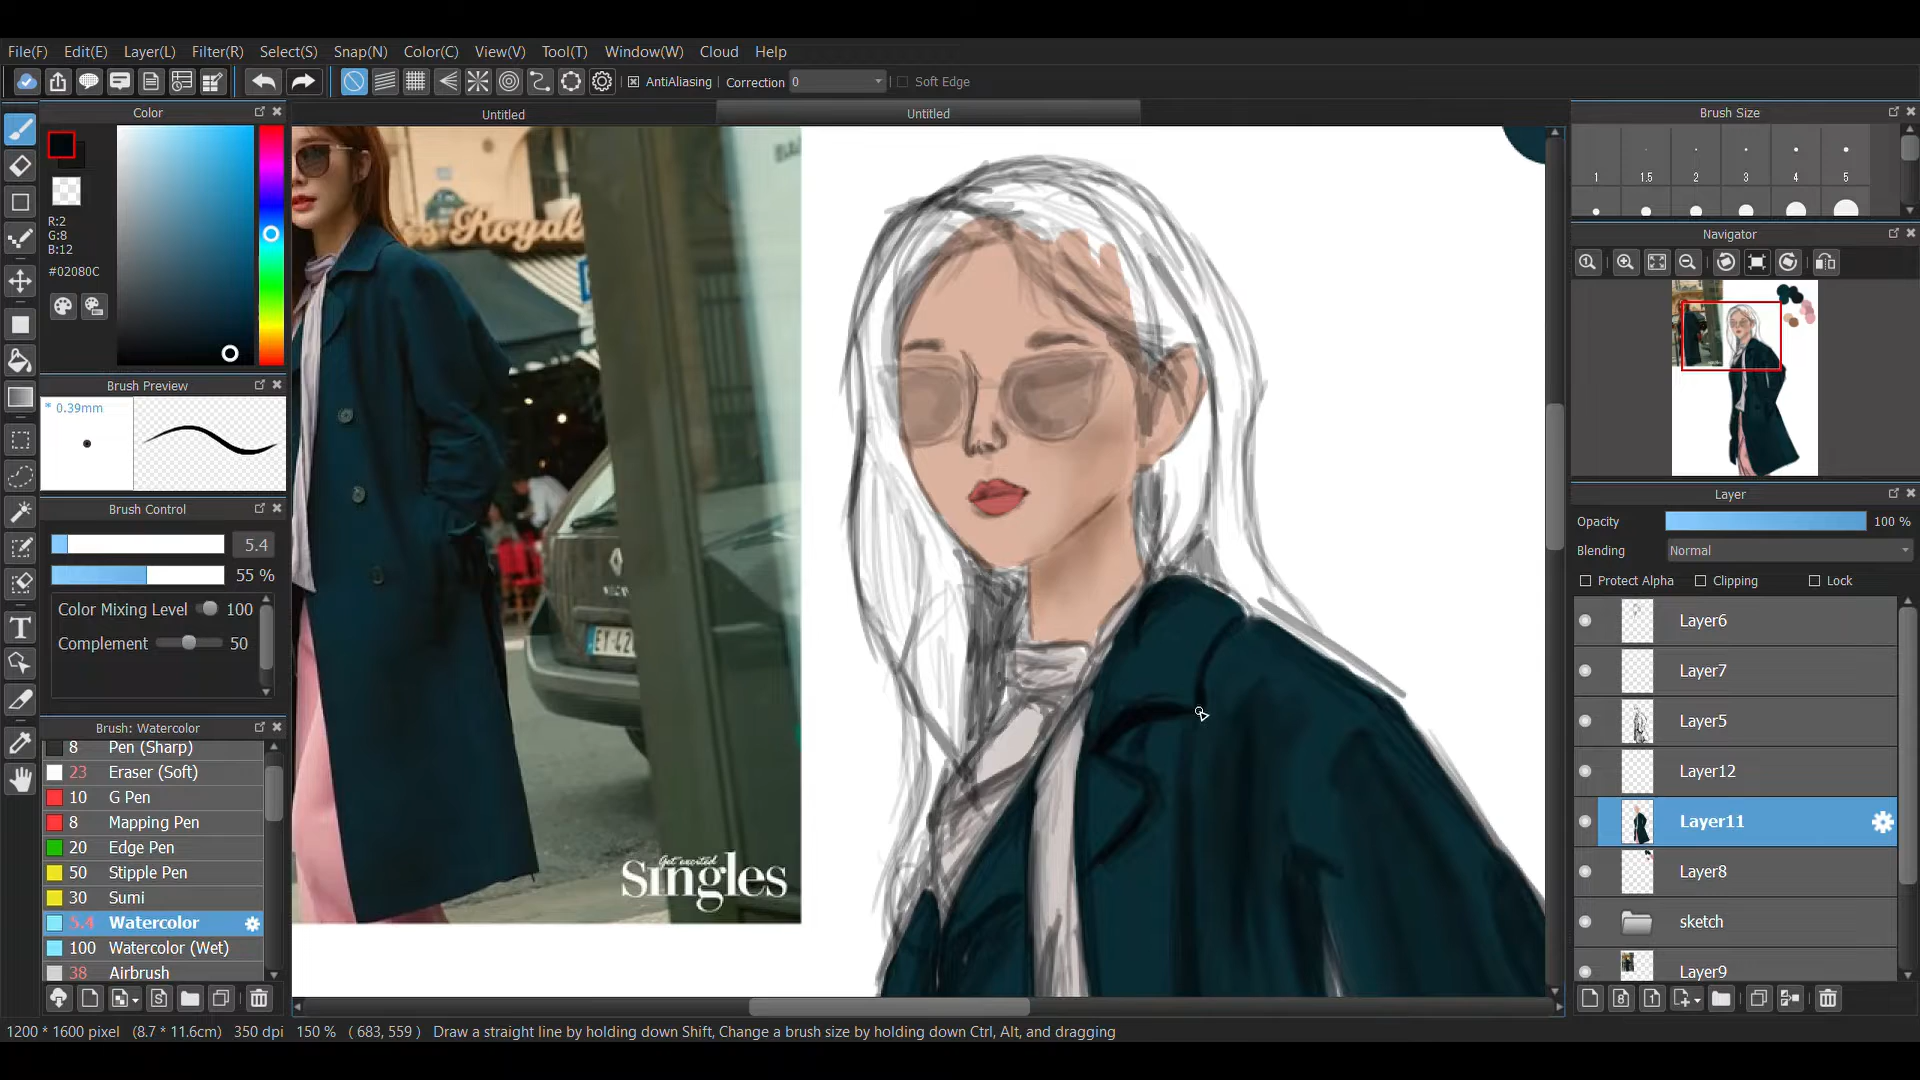 File(F) Edit(E) Layer(L) Filter(R) Select(S) Snap(N) Color(C) View(V) Tool(T) Window(W) Cloud Help
AntiAliasing Correction 0 Soft Edge
Color
R:2
G:8
B:12
#02080C
Brush Preview
* 0.39mm
Brush Control
5.4
55 %
Color Mixing Level 100
Complement 50
Brush: Watercolor
8 Pen (Sharp)
23 Eraser (Soft)
10 G Pen
8 Mapping Pen
20 Edge Pen
50 Stipple Pen
30 Sumi
5.4 Watercolor
100 Watercolor (Wet)
38 Airbrush
Untitled Untitled
Royal
EY-42
Get excited
Singles
Brush Size
1 1.5 2 3 4 5
Navigator
Layer
Opacity 100 %
Blending Normal
Protect Alpha Clipping Lock
Layer6
Layer7
Layer5
Layer12
Layer11
Layer8
sketch
Layer9
1200 * 1600 pixel (8.7 * 11.6cm) 350 dpi 150 % ( 683, 559 ) Draw a straight line by holding down Shift, Change a brush size by holding down Ctrl, Alt, and dragging